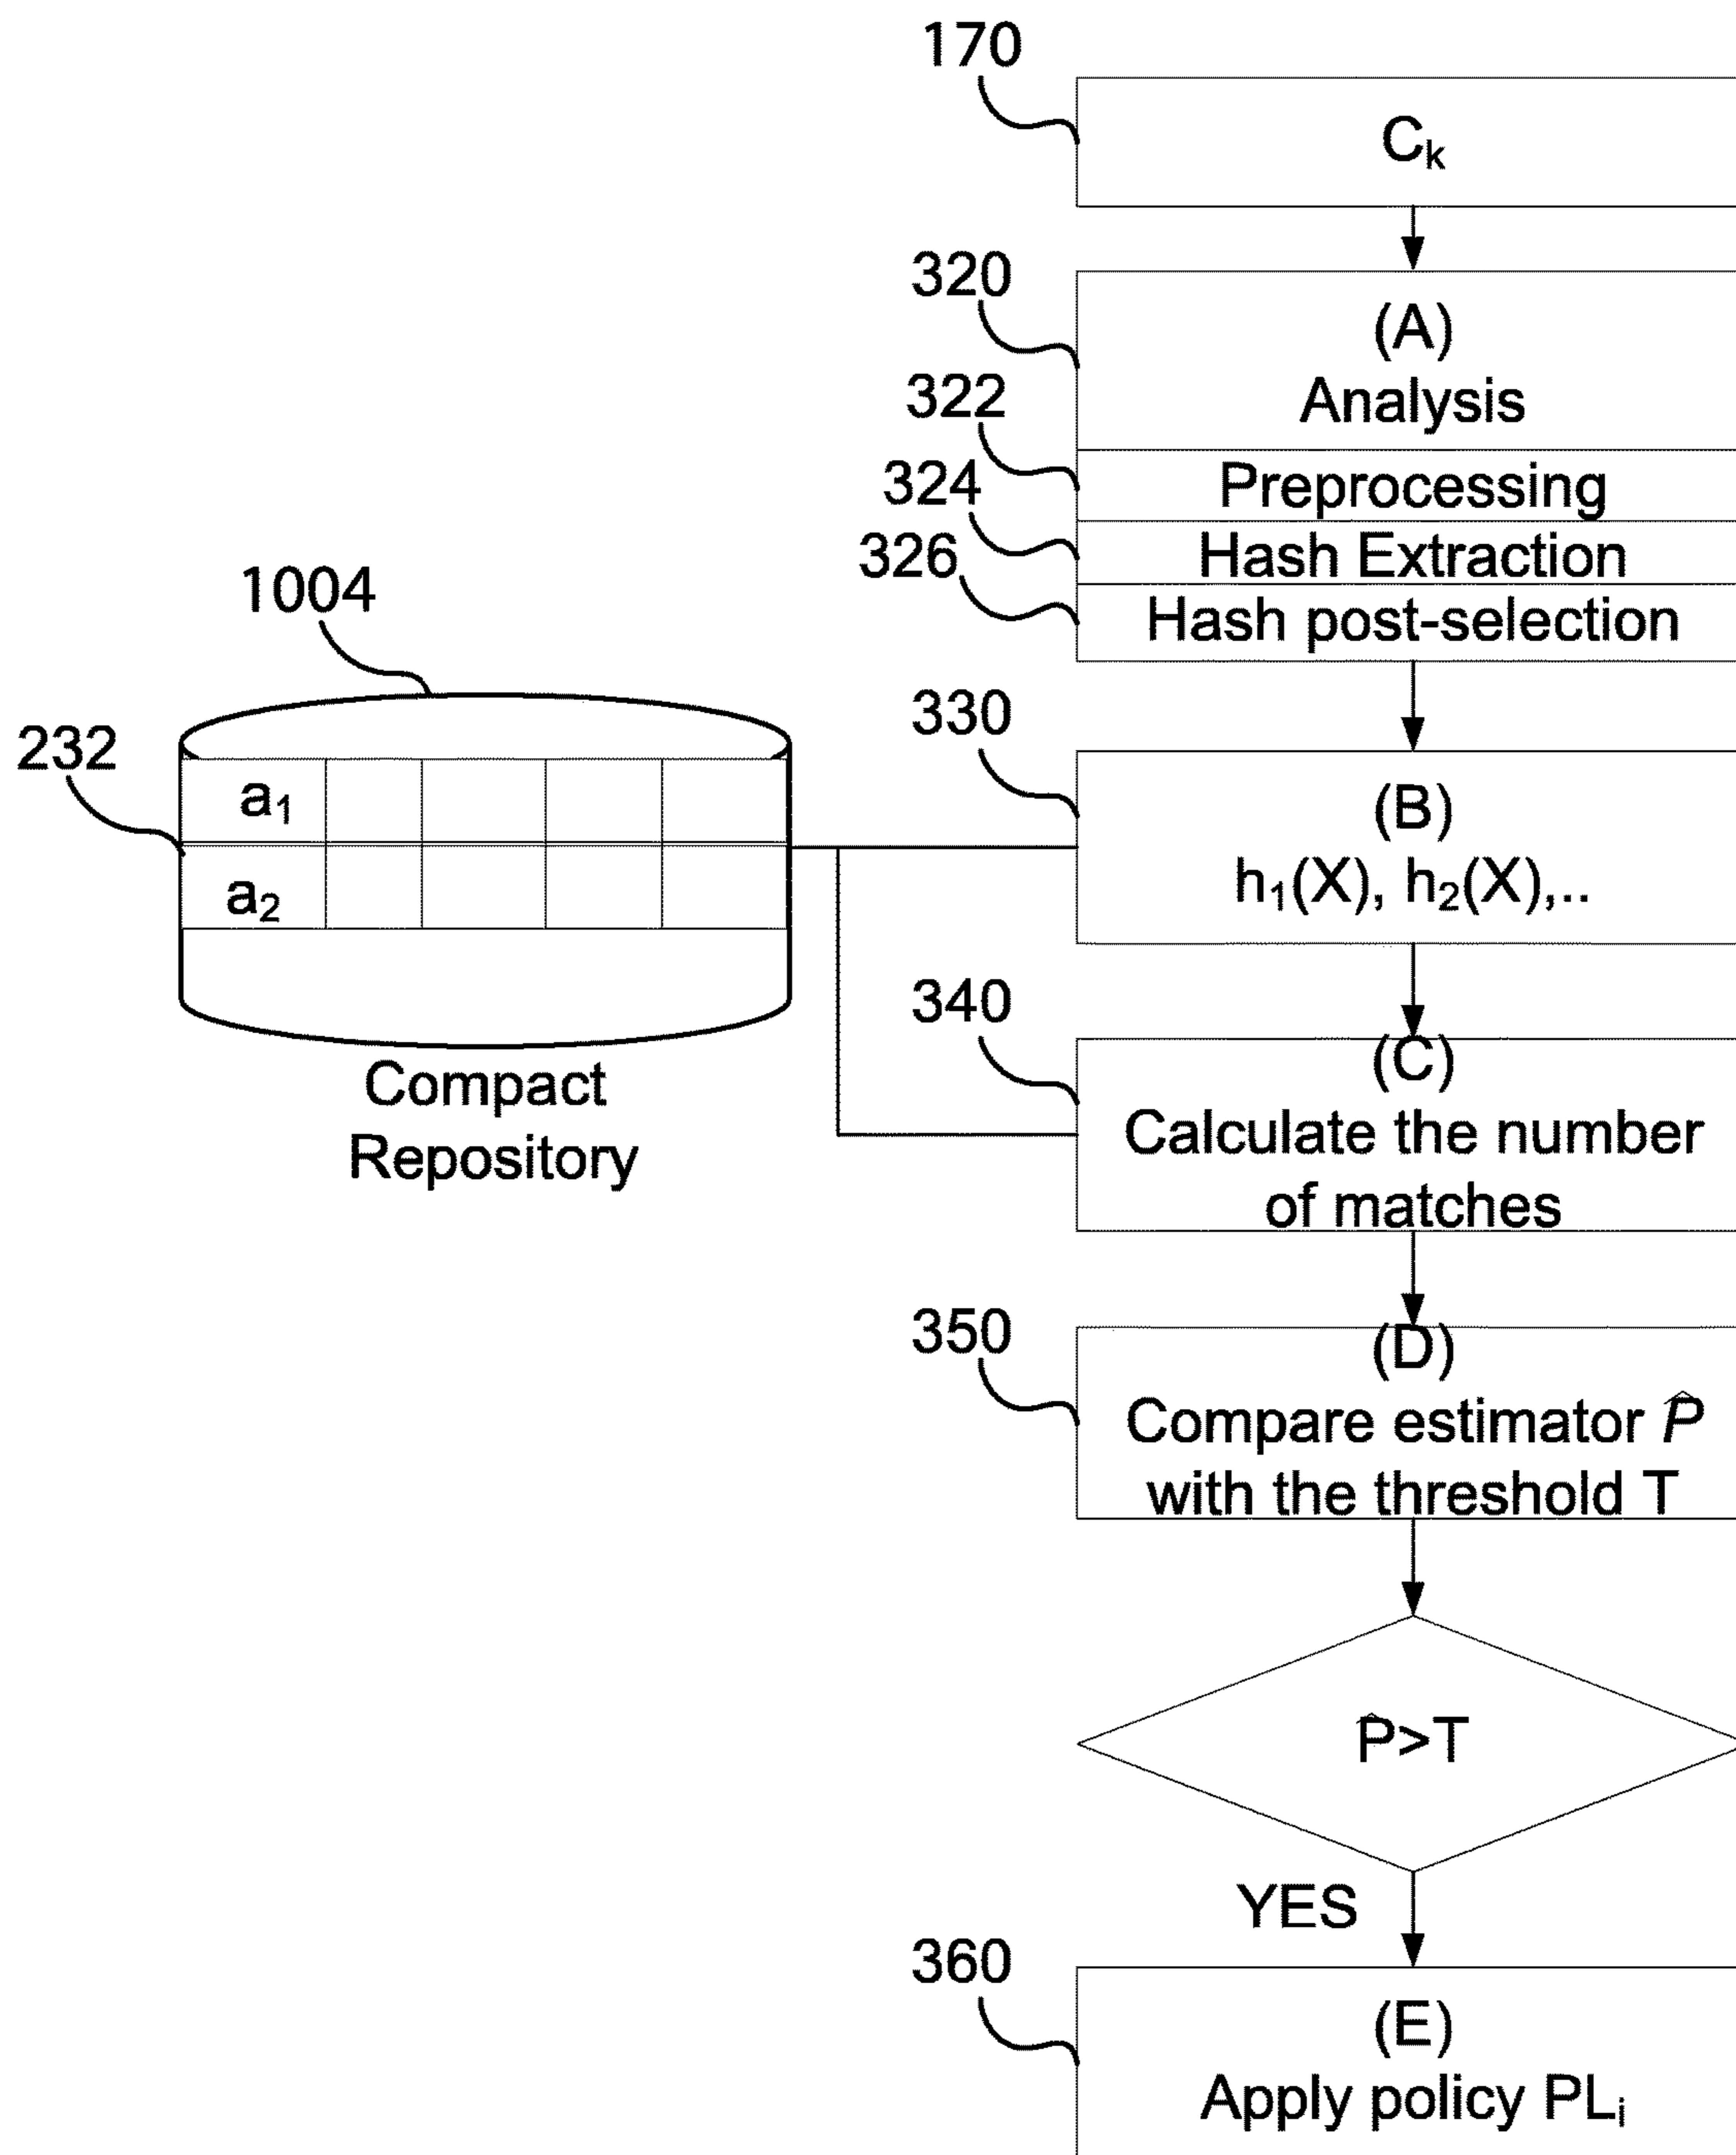 170
Cₖ
320
(A)
Analysis
322
Preprocessing
324
Hash Extraction
326
Hash post-selection
1004
232
a₁
a₂
Compact
Repository
330
(B)
h₁(X), h₂(X),..
340
(C)
Calculate the number
of matches
350
(D)
Compare estimator P̂
with the threshold T
P̂>T
YES
360
(E)
Apply policy PLᵢ